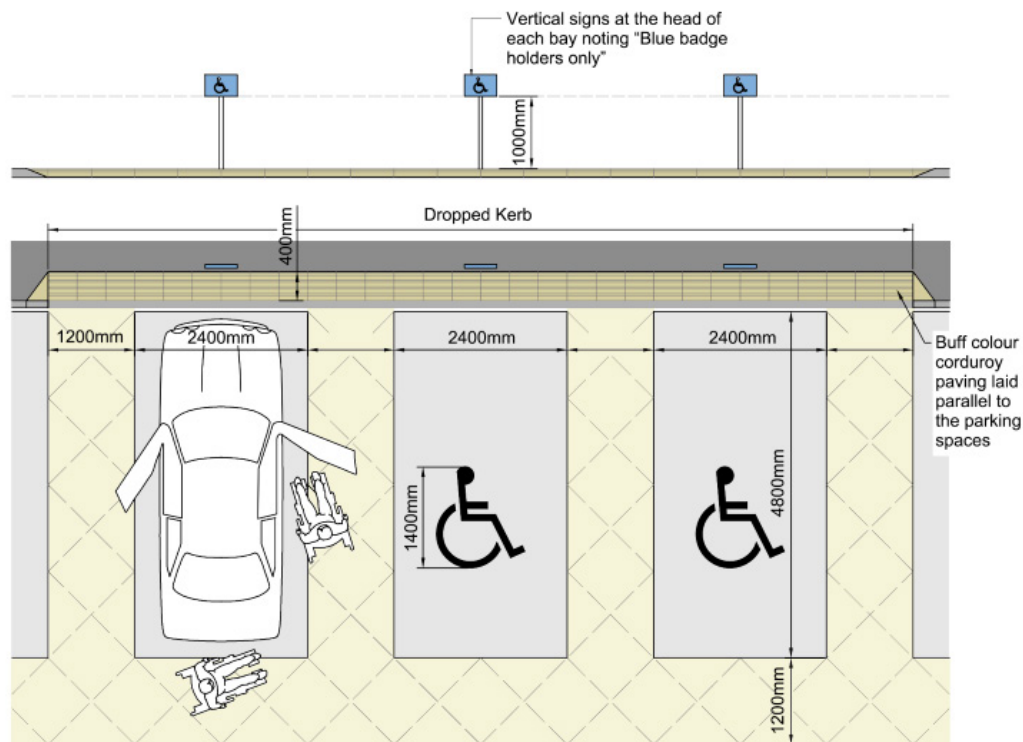 Vertical signs at the head of
each bay noting “Blue badge
holders only”
1000mm
Dropped Kerb
400mm
1200mm
2400mm
2400mm
2400mm
Buff colour
corduroy
paving laid
parallel to
the parking
spaces
1400mm
4800mm
1200mm